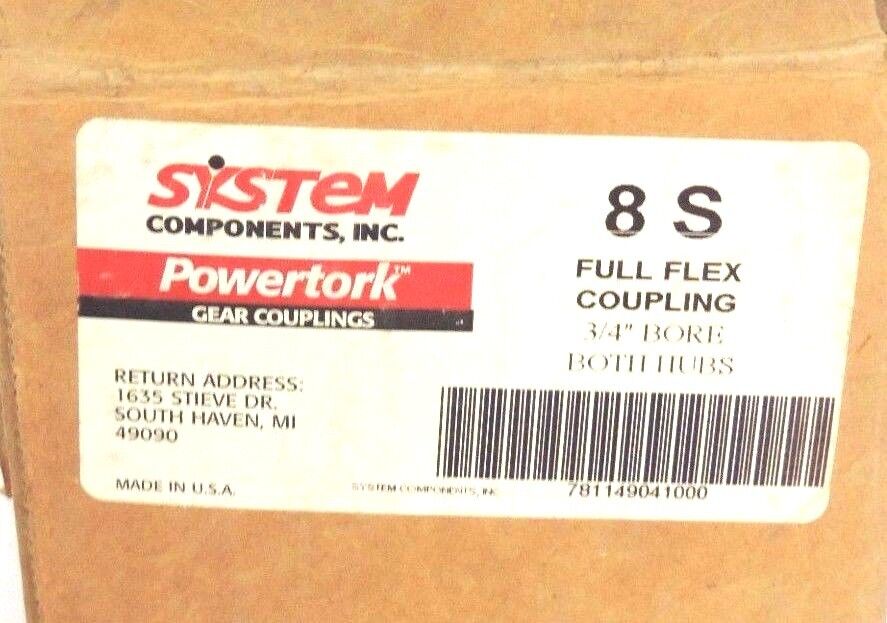 SYSTEM
COMPONENTS, INC.
Powertork™
GEAR COUPLINGS
RETURN ADDRESS:
1635 STIEVE DR.
SOUTH HAVEN, MI
49090
MADE IN U.S.A.
8 S
FULL FLEX
COUPLING
3/4" BORE
BOTH HUBS
SYSTEM COMPONENTS, INC.
781149041000